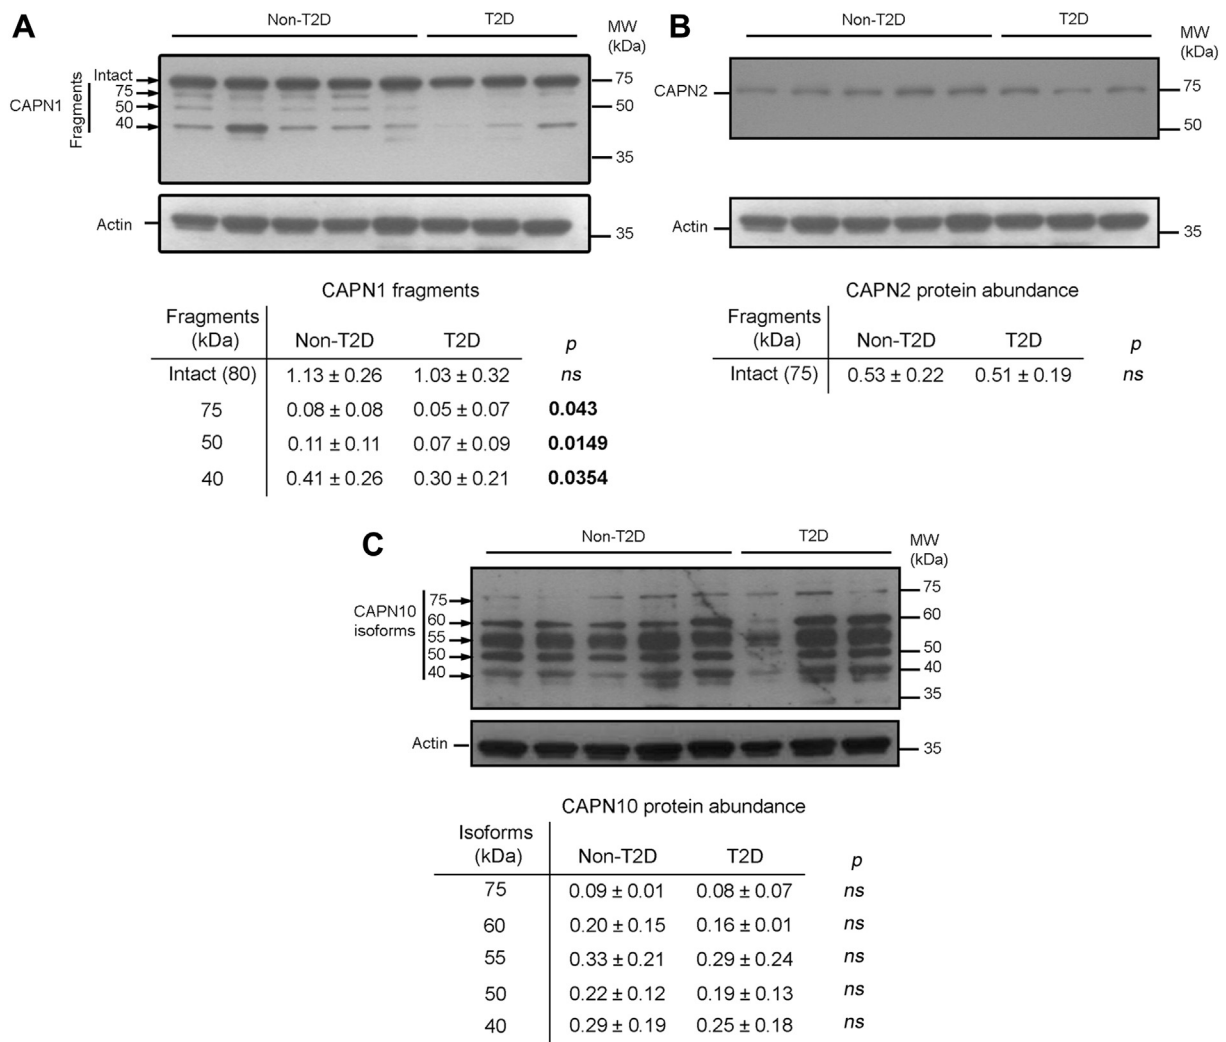 A
Non-T2D T2D
MW
(kDa)
Intact
75
50
40
CAPN1
Fragments
75
50
35
Actin
35
CAPN1 fragments
Fragments
(kDa) Non-T2D T2D p
Intact (80) 1.13 ± 0.26 1.03 ± 0.32 ns
75 0.08 ± 0.08 0.05 ± 0.07 0.043
50 0.11 ± 0.11 0.07 ± 0.09 0.0149
40 0.41 ± 0.26 0.30 ± 0.21 0.0354
B
Non-T2D T2D
MW
(kDa)
CAPN2
75
50
Actin
35
CAPN2 protein abundance
Fragments
(kDa) Non-T2D T2D p
Intact (75) 0.53 ± 0.22 0.51 ± 0.19 ns
C
Non-T2D T2D
MW
(kDa)
CAPN10
isoforms
75
60
55
50
40
75
60
50
40
35
Actin
35
CAPN10 protein abundance
Isoforms
(kDa) Non-T2D T2D p
75 0.09 ± 0.01 0.08 ± 0.07 ns
60 0.20 ± 0.15 0.16 ± 0.01 ns
55 0.33 ± 0.21 0.29 ± 0.24 ns
50 0.22 ± 0.12 0.19 ± 0.13 ns
40 0.29 ± 0.19 0.25 ± 0.18 ns